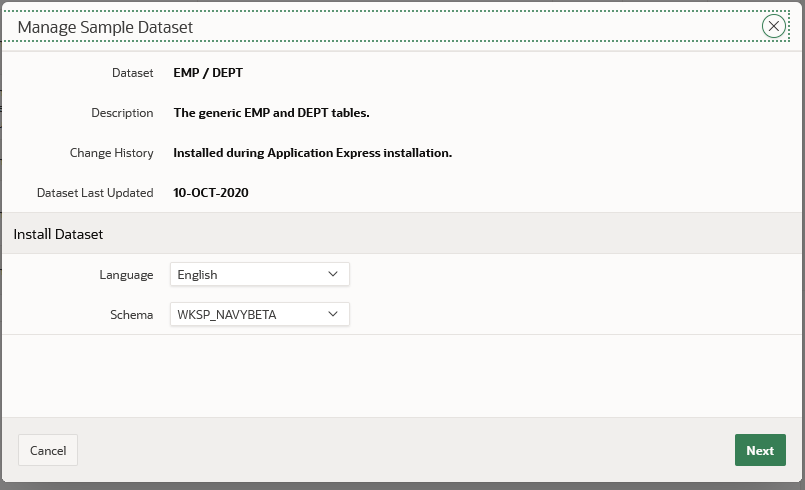 Manage Sample Dataset
Dataset EMP / DEPT
Description The generic EMP and DEPT tables.
Change History Installed during Application Express installation.
Dataset Last Updated 10-OCT-2020
Install Dataset
Language English
Schema WKSP_NAVYBETA
Cancel Next